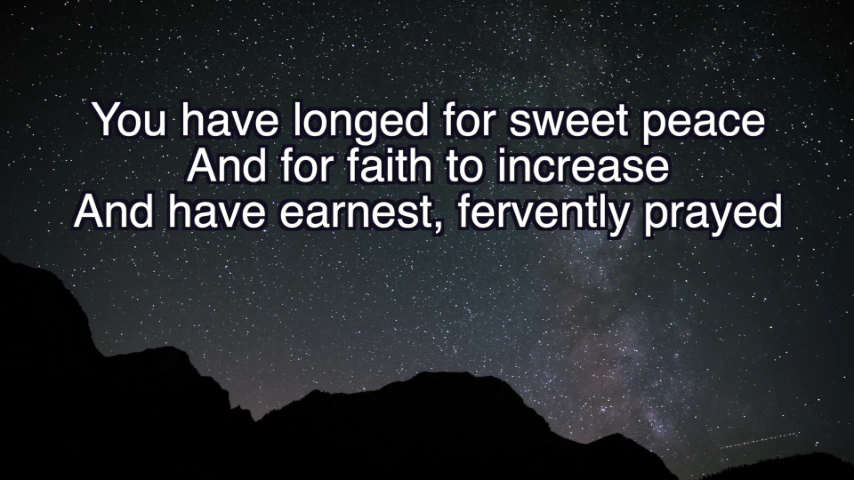 You have longed for sweet peace
And for faith to increase
And have earnest, fervently prayed